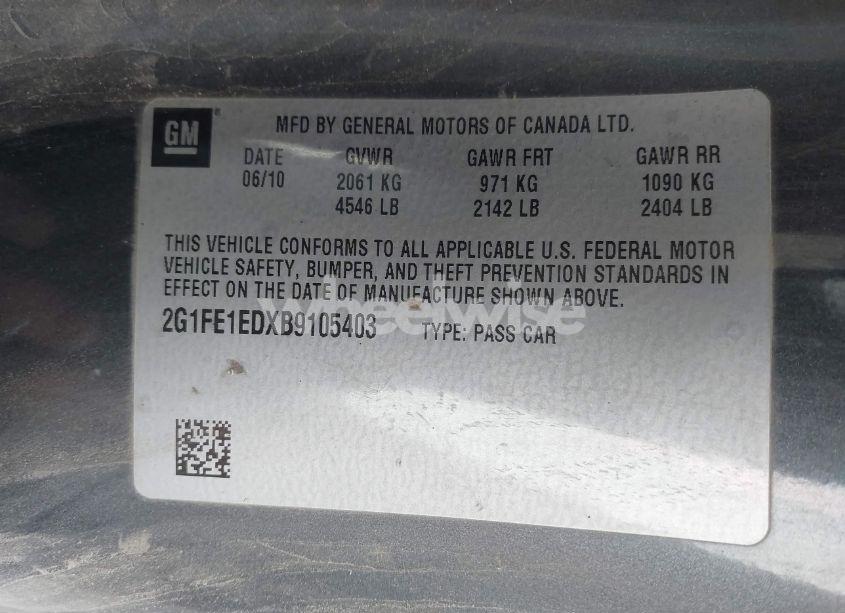 GM®
MFD BY GENERAL MOTORS OF CANADA LTD.
DATE GVWR GAWR FRT GAWR RR
06/10 2061 KG 971 KG 1090 KG
4546 LB 2142 LB 2404 LB
THIS VEHICLE CONFORMS TO ALL APPLICABLE U.S. FEDERAL MOTOR
VEHICLE SAFETY, BUMPER, AND THEFT PREVENTION STANDARDS IN
EFFECT ON THE DATE OF MANUFACTURE SHOWN ABOVE.
2G1FE1EDXB9105403 TYPE: PASS CAR
Wheelwise